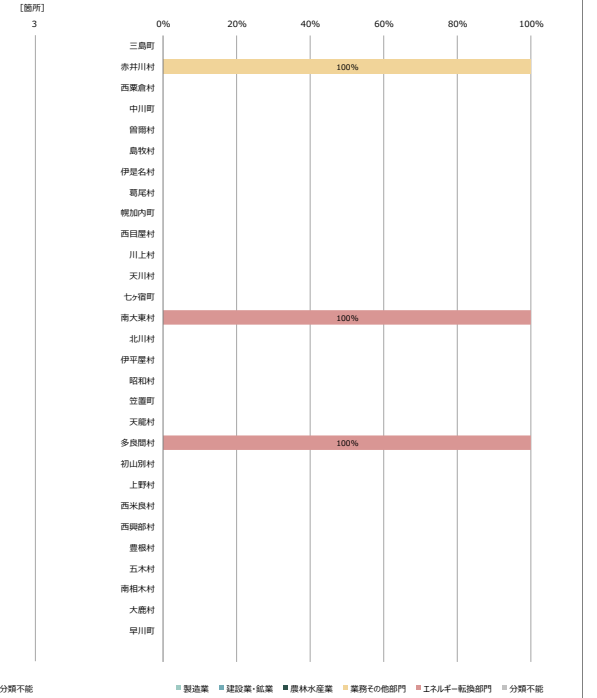 [箇所]
3
0% 20% 40% 60% 80% 100%
三島町
赤井川村 100%
西粟倉村
中川町
曽爾村
島牧村
伊是名村
葛尾村
幌加内町
西目屋村
川上村
天川村
七ヶ宿町
南大東村 100%
北川村
伊平屋村
昭和村
笠置町
天龍村
多良間村 100%
初山別村
上野村
西米良村
西興部村
豊根村
五木村
南相木村
大鹿村
早川町
分類不能
製造業 建設業・鉱業 農林水産業 業務その他部門 エネルギー転換部門 分類不能